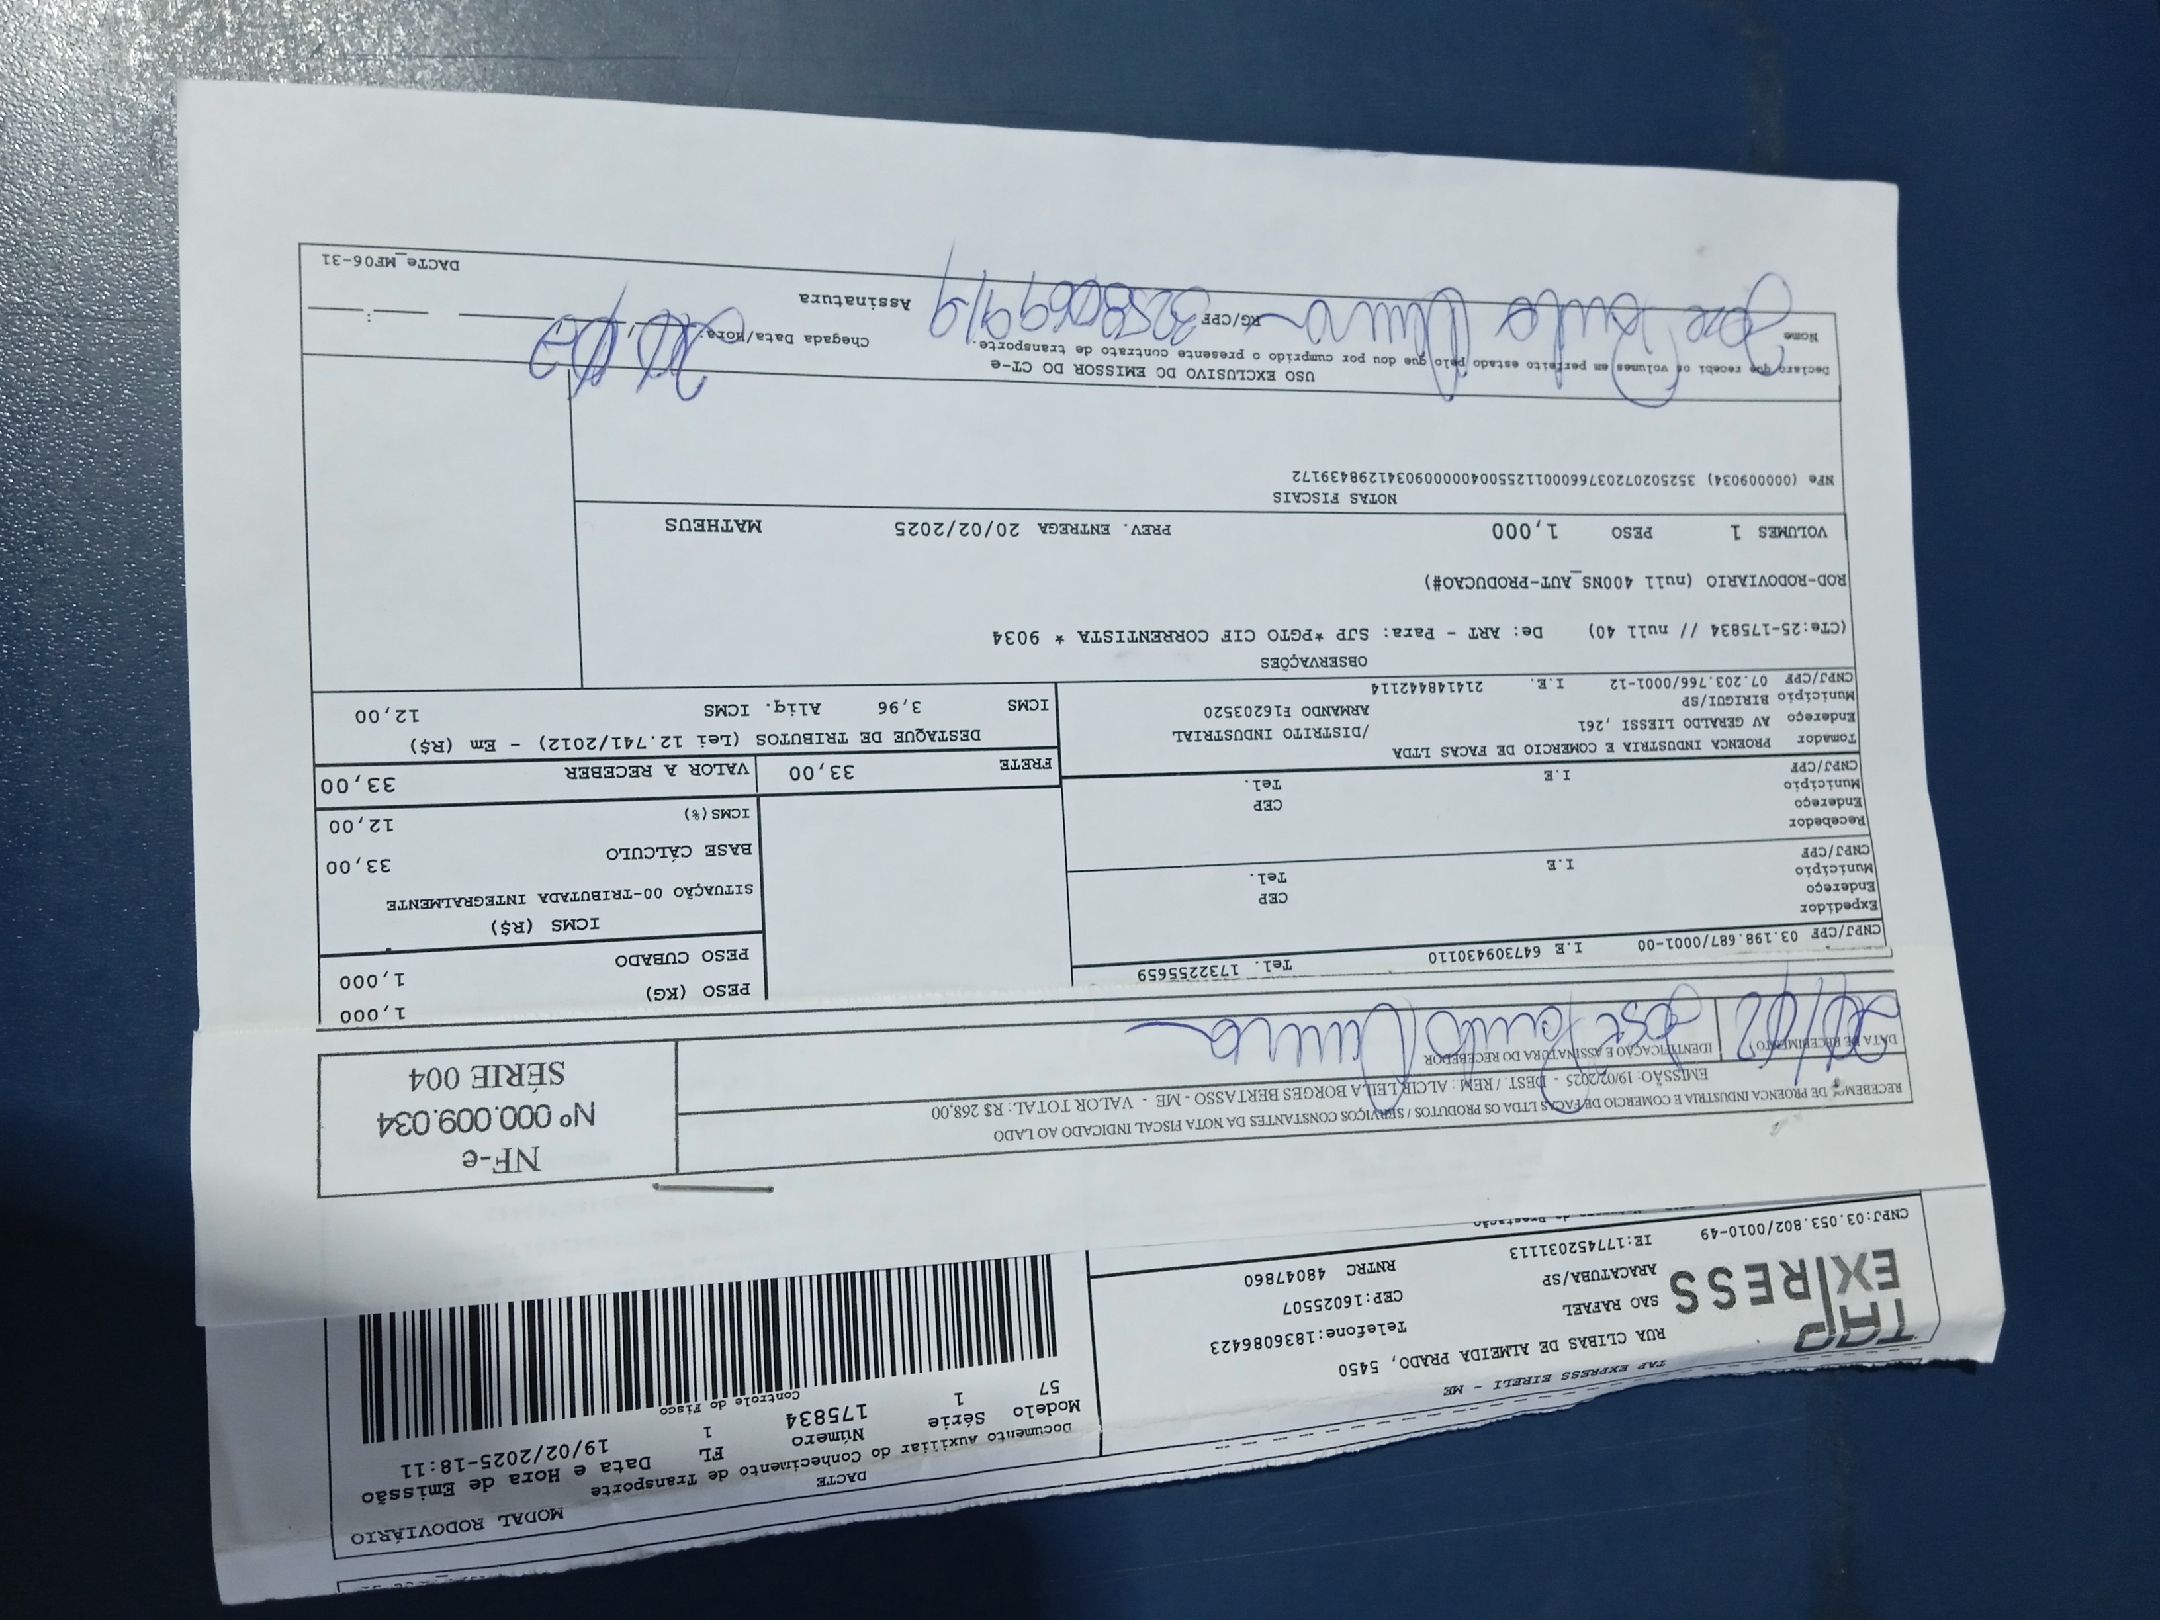 TAP EXPRESS EIRELI - ME
TAP EXPRESS
RUA CLIBAS DE ALMEIDA PRADO, 5450
SAO RAFAEL
Telefone:1836086423
ARACATUBA/SP
CEP:16025507
CNPJ:03.053.802/0010-49
IE:177452031113
RNTRC 48047860
DACTE
MODAL RODOVIÁRIO
Documento Auxiliar do Conhecimento de Transporte
Modelo Série Número FL Data e Hora de Emissão
57 1 175834 1 19/02/2025-18:11
Controle do Fisco
RECEBEMOS DE PROENCA INDUSTRIA E COMERCIO DE FACAS LTDA OS PRODUTOS / SERVIÇOS CONSTANTES DA NOTA FISCAL INDICADO AO LADO
EMISSÃO: 19/02/2025 - DEST. / REM: ALCIR LEILA BORGES BERTASSO - ME - VALOR TOTAL: R$ 268,00
DATA DE RECEBIMENTO
20/02
IDENTIFICAÇÃO E ASSINATURA DO RECEBEDOR
José Paulo
NF-e
Nº 000.009.034
SÉRIE 004
Tel. 1732255659
CNPJ/CPF 03.198.687/0001-00 I.E 647309430110
Expedidor
Endereço CEP
Município Tel.
CNPJ/CPF I.E
Recebedor
Endereço CEP
Município Tel.
CNPJ/CPF I.E
Tomador PROENCA INDUSTRIA E COMERCIO DE FACAS LTDA
Endereço AV GERALDO LIESSI ,261 /DISTRITO INDUSTRIAL
Município BIRIGUI/SP ARMANDO F16203520
CNPJ/CPF 07.203.766/0001-12 I.E. 214148442114
PESO (KG) 1,000
PESO CUBADO 1,000
ICMS (R$)
SITUAÇÃO 00-TRIBUTADA INTEGRALMENTE
BASE CÁLCULO 33,00
ICMS(%) 12,00
FRETE 33,00
VALOR A RECEBER 33,00
DESTAQUE DE TRIBUTOS (Lei 12.741/2012) - Em (R$)
ICMS 3,96 Aliq. ICMS 12,00
OBSERVAÇÕES
(CTe:25-175834 // null 40) De: ART - Para: SJP *PGTO CIF CORRENTISTA * 9034
ROD-RODOVIARIO (null 400NS_AUT-PRODUCAO#)
VOLUMES 1 PESO 1,000 PREV. ENTREGA 20/02/2025 MATHEUS
NOTAS FISCAIS
NFe (000009034) 35250207203766000112550040000090341298439172
USO EXCLUSIVO DO EMISSOR DO CT-e
Declaro que recebi os volumes em perfeito estado pelo que dou por cumprido o presente contrato de transporte.
Nome José Paulo
RG/CPF
Assinatura
Chegada Data/Hora: 20/02
DACTe_MF06-31